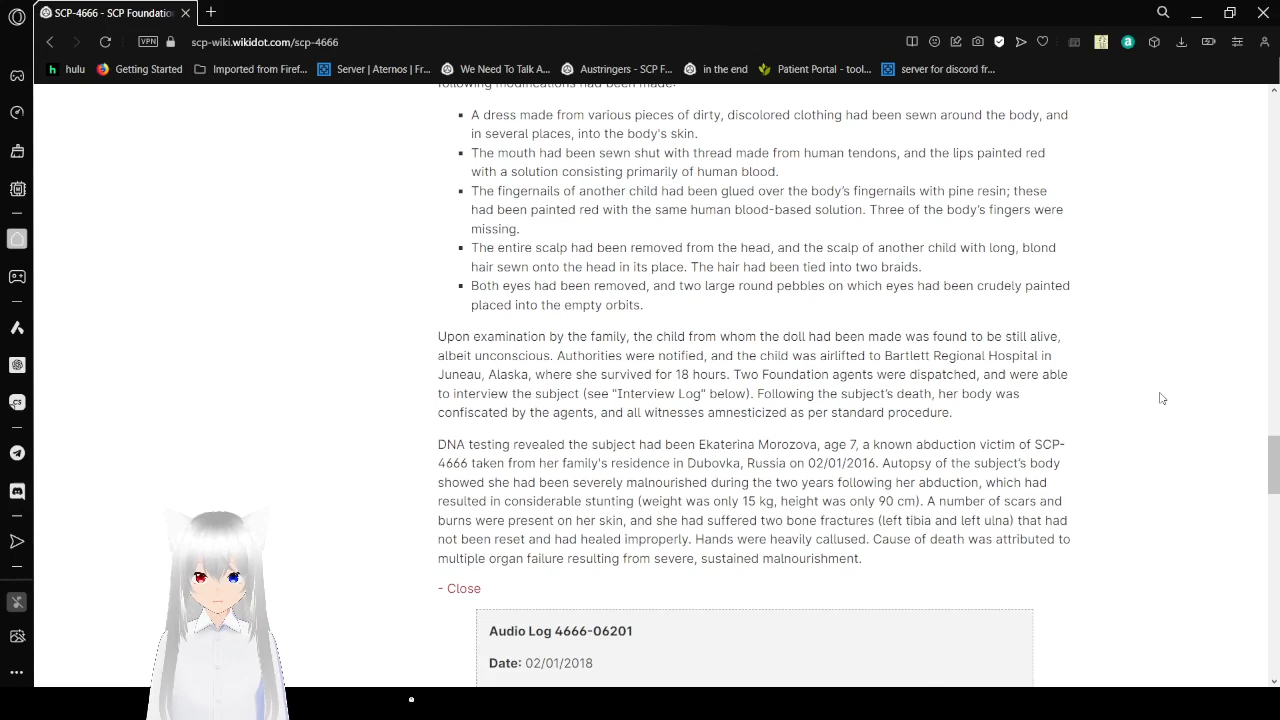 SCP-4666 - SCP Foundation
scp-wiki.wikidot.com/scp-4666
VPN
hulu
Getting Started
Imported from Firef...
Server | Aternos | Fr...
We Need To Talk A...
Austringers - SCP F...
in the end
Patient Portal - tool...
server for discord fr...
following modifications had been made:
A dress made from various pieces of dirty, discolored clothing had been sewn around the body, and
in several places, into the body's skin.
The mouth had been sewn shut with thread made from human tendons, and the lips painted red
with a solution consisting primarily of human blood.
The fingernails of another child had been glued over the body's fingernails with pine resin; these
had been painted red with the same human blood-based solution. Three of the body's fingers were
missing.
The entire scalp had been removed from the head, and the scalp of another child with long, blond
hair sewn onto the head in its place. The hair had been tied into two braids.
Both eyes had been removed, and two large round pebbles on which eyes had been crudely painted
placed into the empty orbits.
Upon examination by the family, the child from whom the doll had been made was found to be still alive,
albeit unconscious. Authorities were notified, and the child was airlifted to Bartlett Regional Hospital in
Juneau, Alaska, where she survived for 18 hours. Two Foundation agents were dispatched, and were able
to interview the subject (see "Interview Log" below). Following the subject's death, her body was
confiscated by the agents, and all witnesses amnesticized as per standard procedure.
DNA testing revealed the subject had been Ekaterina Morozova, age 7, a known abduction victim of SCP-
4666 taken from her family's residence in Dubovka, Russia on 02/01/2016. Autopsy of the subject's body
showed she had been severely malnourished during the two years following her abduction, which had
resulted in considerable stunting (weight was only 15 kg, height was only 90 cm). A number of scars and
burns were present on her skin, and she had suffered two bone fractures (left tibia and left ulna) that had
not been reset and had healed improperly. Hands were heavily callused. Cause of death was attributed to
multiple organ failure resulting from severe, sustained malnourishment.
- Close
Audio Log 4666-06201
Date: 02/01/2018